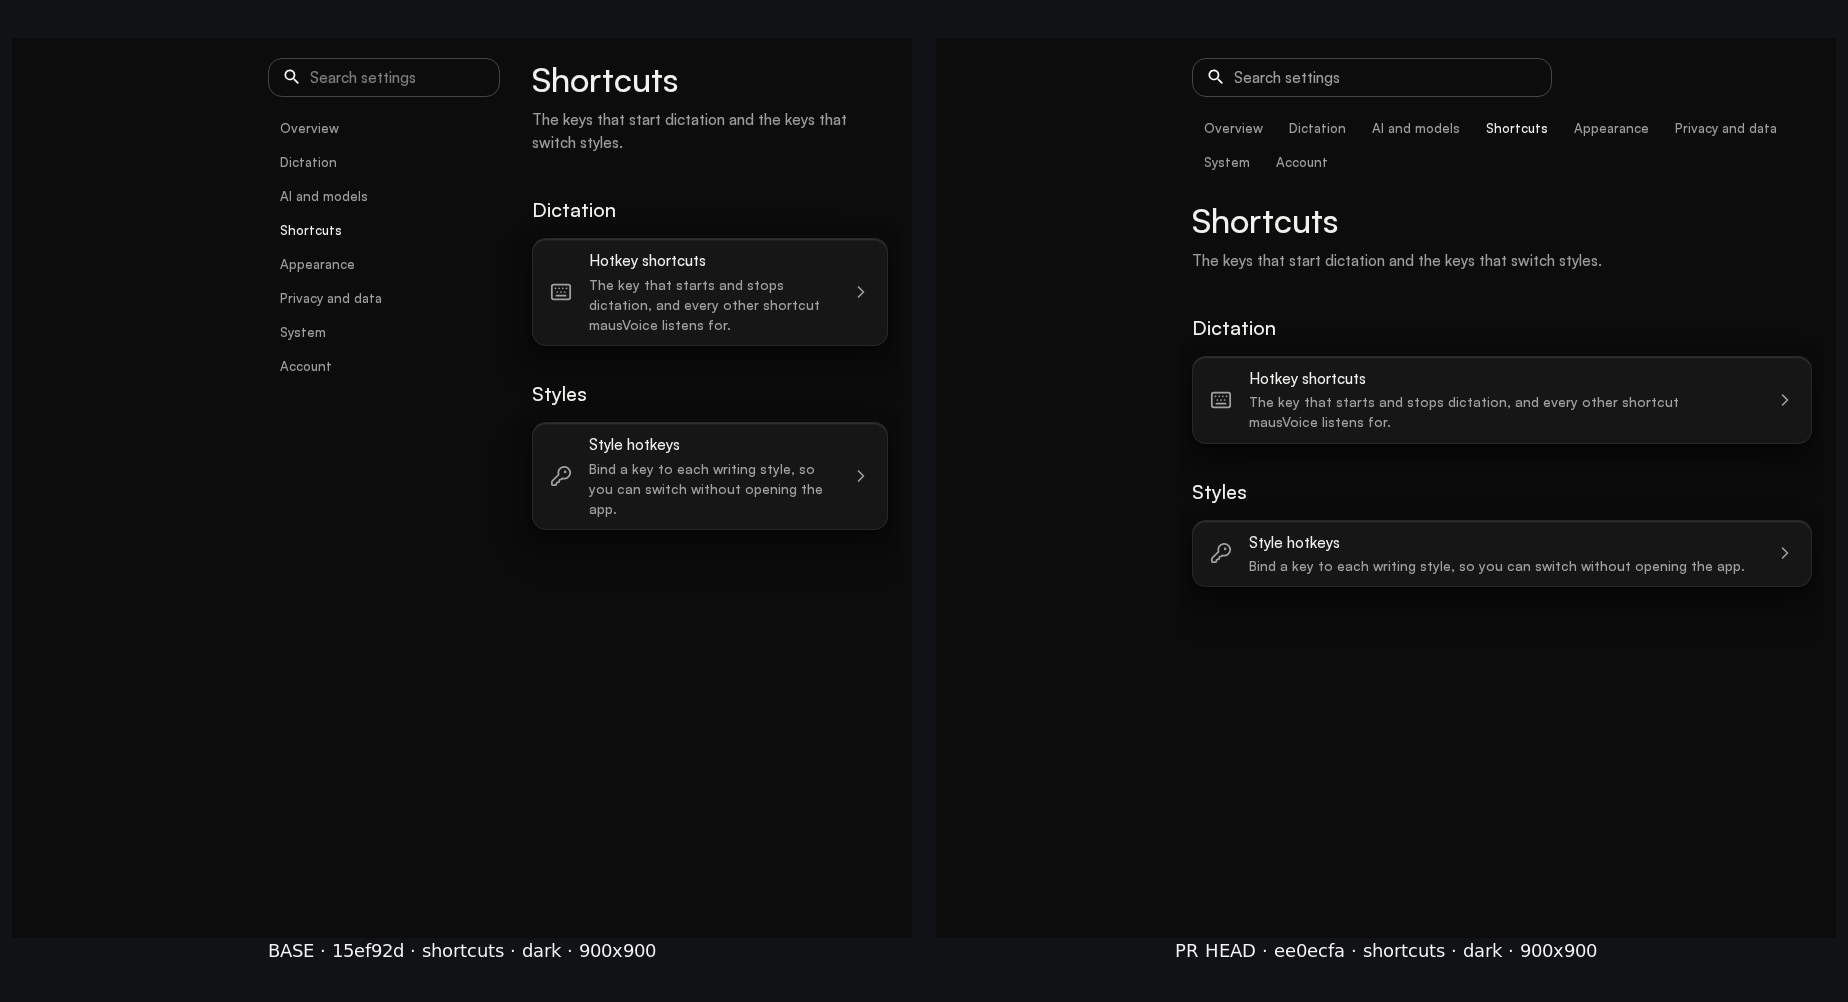 Search settings
Overview
Dictation
AI and models
Shortcuts
Appearance
Privacy and data
System
Account
Shortcuts
The keys that start dictation and the keys that
switch styles.
Dictation
Hotkey shortcuts
The key that starts and stops
dictation, and every other shortcut
mausVoice listens for.
Styles
Style hotkeys
Bind a key to each writing style, so
you can switch without opening the
app.
BASE · 15ef92d · shortcuts · dark · 900x900
Search settings
Overview Dictation AI and models Shortcuts Appearance Privacy and data
System Account
Shortcuts
The keys that start dictation and the keys that switch styles.
Dictation
Hotkey shortcuts
The key that starts and stops dictation, and every other shortcut
mausVoice listens for.
Styles
Style hotkeys
Bind a key to each writing style, so you can switch without opening the app.
PR HEAD · ee0ecfa · shortcuts · dark · 900x900